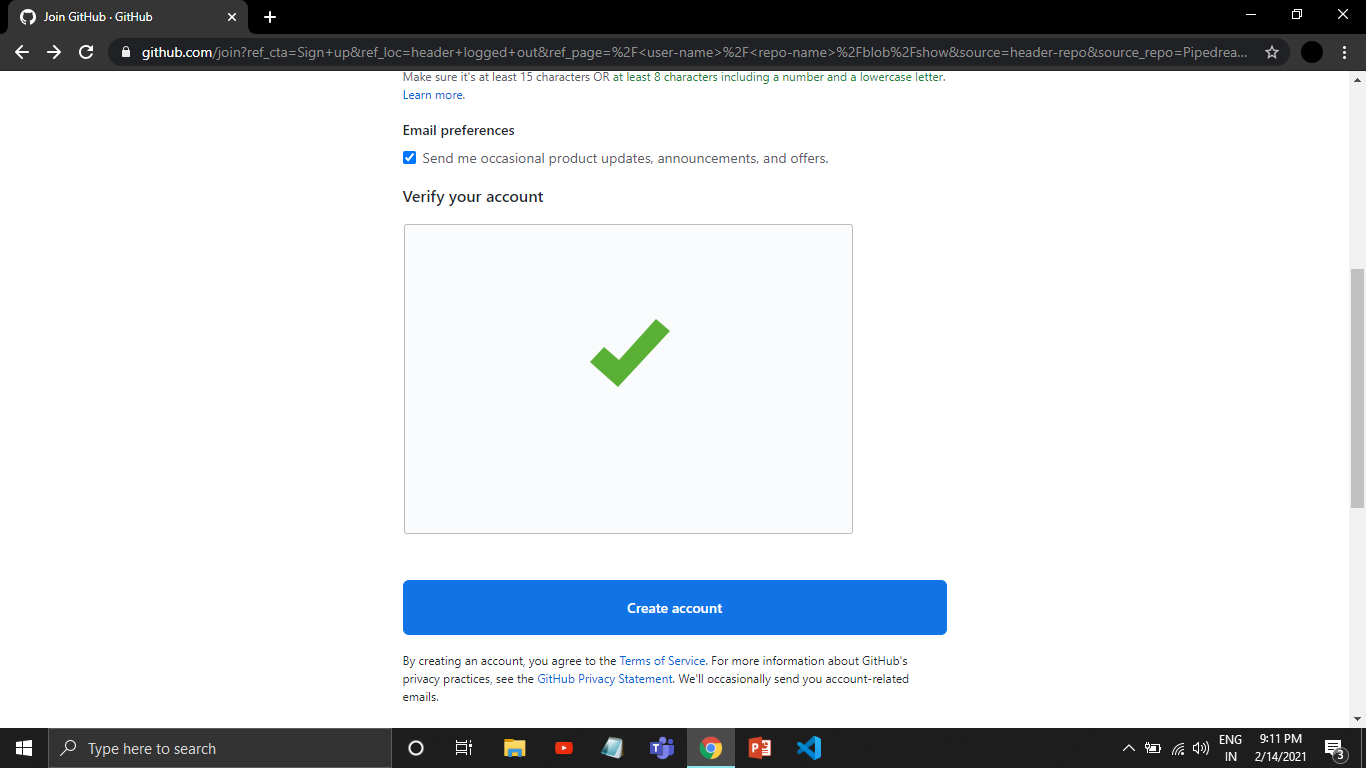 Join GitHub · GitHub
github.com/join?ref_cta=Sign+up&ref_loc=header+logged+out&ref_page=%2F<user-name>%2F<repo-name>%2Fblob%2Fshow&source=header-repo&source_repo=Pipedrea...
Make sure it's at least 15 characters OR at least 8 characters including a number and a lowercase letter.
Learn more.
Email preferences
Send me occasional product updates, announcements, and offers.
Verify your account
Create account
By creating an account, you agree to the Terms of Service. For more information about GitHub's
privacy practices, see the GitHub Privacy Statement. We'll occasionally send you account-related
emails.
Type here to search
ENG
IN
9:11 PM
2/14/2021
3